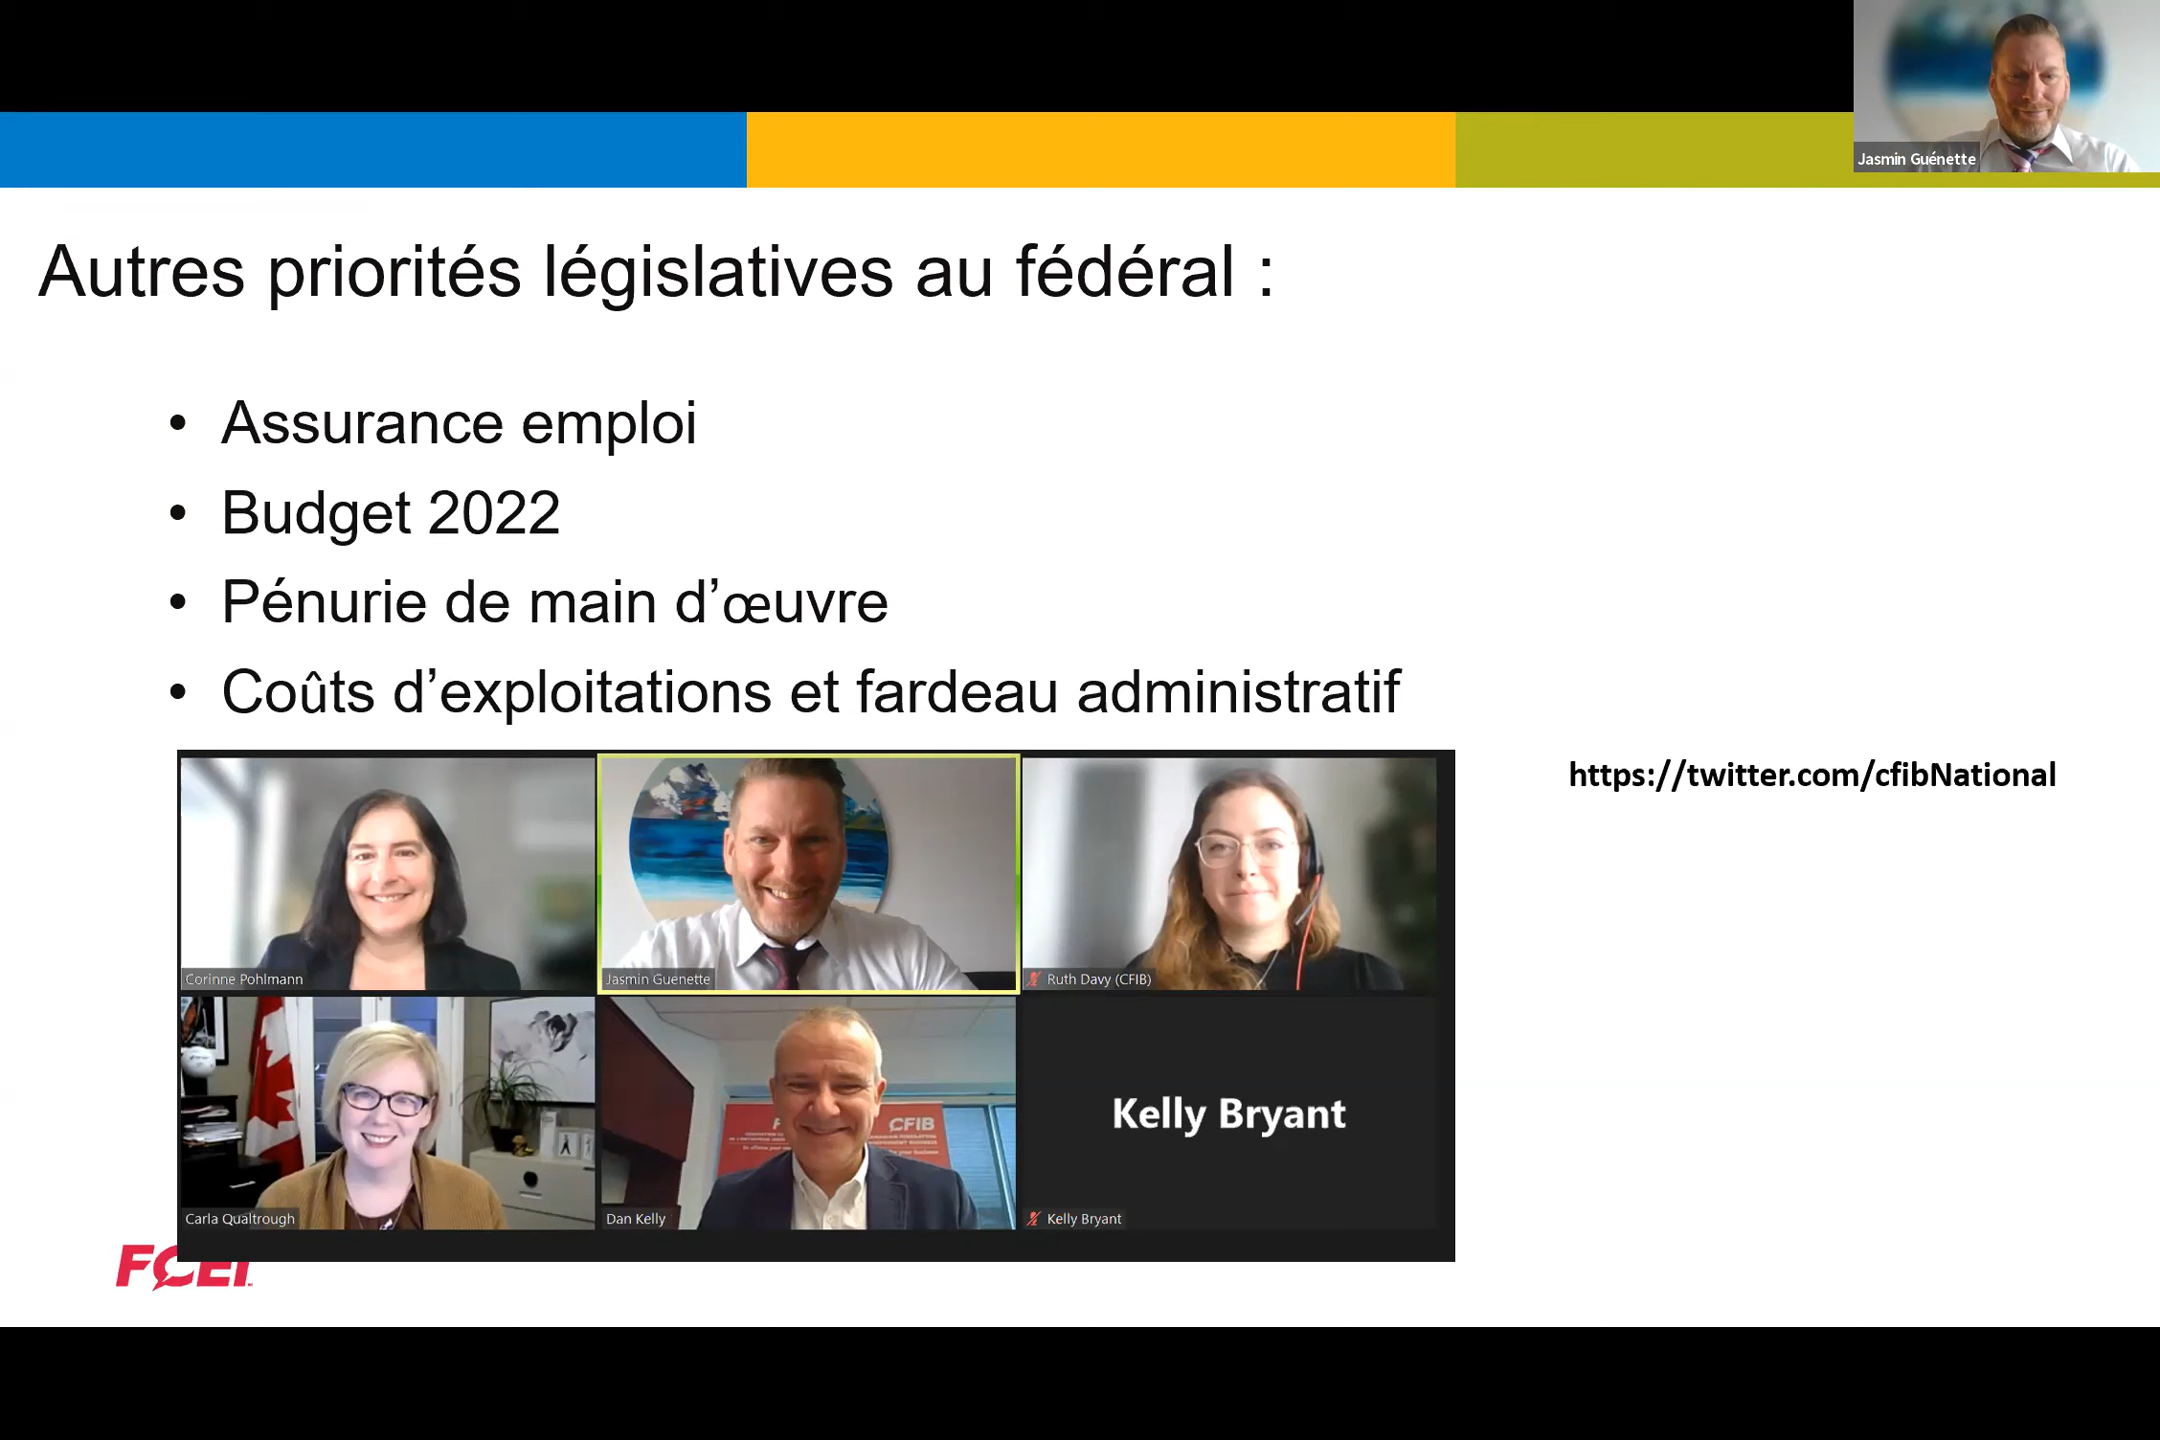 Jasmin Guénette
Autres priorités législatives au fédéral :
• Assurance emploi
• Budget 2022
• Pénurie de main d’œuvre
• Coûts d’exploitations et fardeau administratif
https://twitter.com/cfibNational
Corinne Pohlmann
Jasmin Guenette
Ruth Davy (CFIB)
CFIB
Kelly Bryant
Carla Qualtrough
Dan Kelly
Kelly Bryant
FCEI